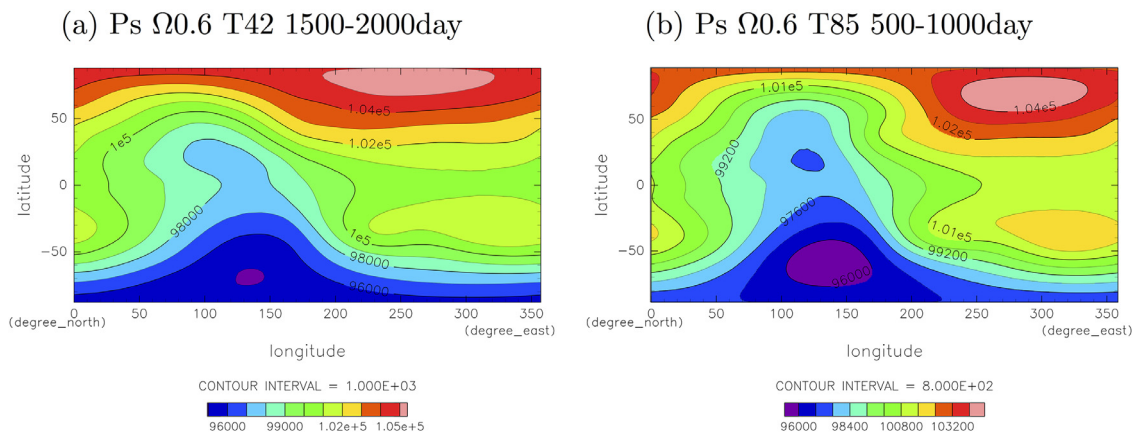 (a) Ps Ω0.6 T42 1500-2000day
1.04e5
1.02e5
1e5
98000
1e5
98000
96000
50
0
−50
latitude
0
50
100
150
200
250
300
350
(degree_north)
(degree_east)
longitude
CONTOUR INTERVAL = 1.000E+03
96000 99000 1.02e+5 1.05e+5
(b) Ps Ω0.6 T85 500-1000day
1.01e5
1.04e5
1.02e5
99200
97600
1.01e5
99200
96000
50
0
−50
latitude
0
50
100
150
200
250
300
350
(degree_north)
(degree_east)
longitude
CONTOUR INTERVAL = 8.000E+02
96000 98400 100800 103200